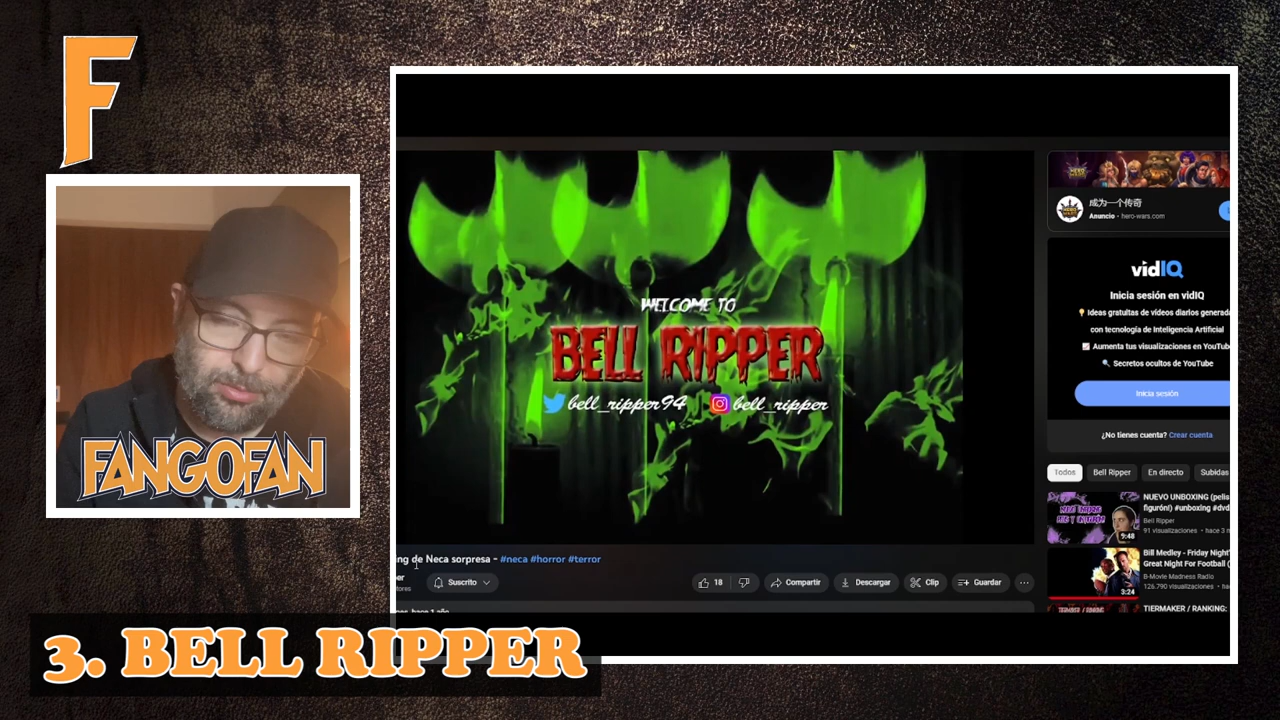 F
FANGOFAN
3. BELL RIPPER
WELCOME TO
BELL RIPPER
bell_ripper94 bell_ripper
ang de Neca sorpresa - #neca #horror #terror
Suscrito
18
Compartir
Descargar
Clip
Guardar
hace 1 año
成为一个传奇
Anuncio • hero-wars.com
vidIQ
Inicia sesión en vidIQ
Ideas gratuitas de vídeos diarios generada
con tecnología de Inteligencia Artificial
Aumenta tus visualizaciones en YouTub
Secretos ocultos de YouTube
Inicia sesión
¿No tienes cuenta? Crear cuenta
Todos
Bell Ripper
En directo
Subidas
NUEVO UNBOXING (pelis
figurón!) #unboxing #dvd
Bell Ripper
91 visualizaciones • hace 3 m
9:48
Bill Medley - Friday Night'
Great Night For Football (
B-Movie Madness Radio
126.790 visualizaciones
3:24
TIERMAKER / RANKING: